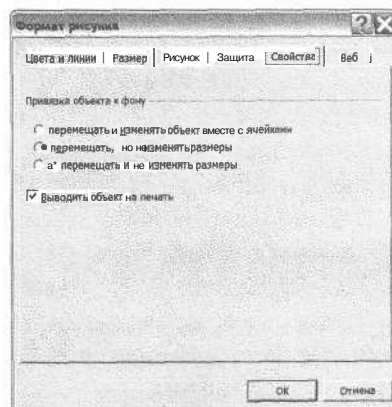 Формат рисунка
Цвета и линии | Размер | Рисунок | Защита | Свойства | Веб
Привязка объекта к фону
перемещать и изменять объект вместе с ячейками
перемещать, но не изменять размеры
а* перемещать и не изменять размеры
Выводить объект на печать
ОК Отмена